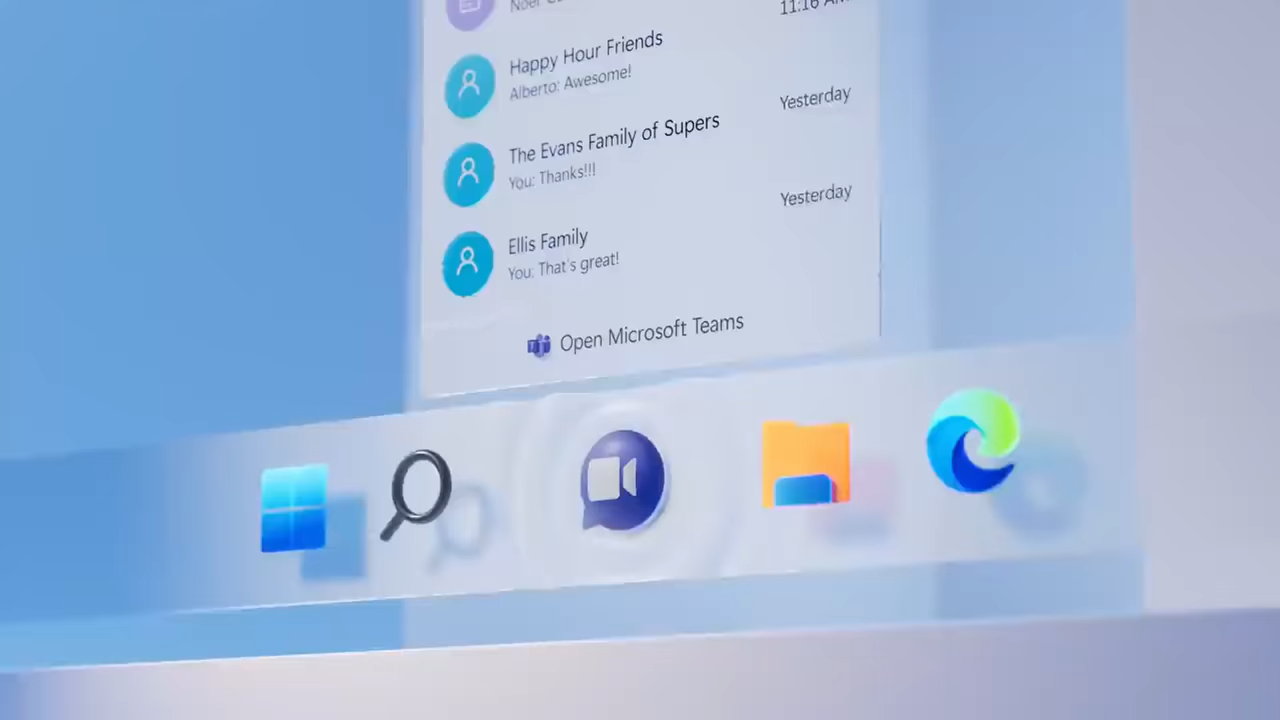 11:16 AM
Happy Hour Friends
Alberto: Awesome!
Yesterday
The Evans Family of Supers
You: Thanks!!!
Yesterday
Ellis Family
You: That's great!
Open Microsoft Teams